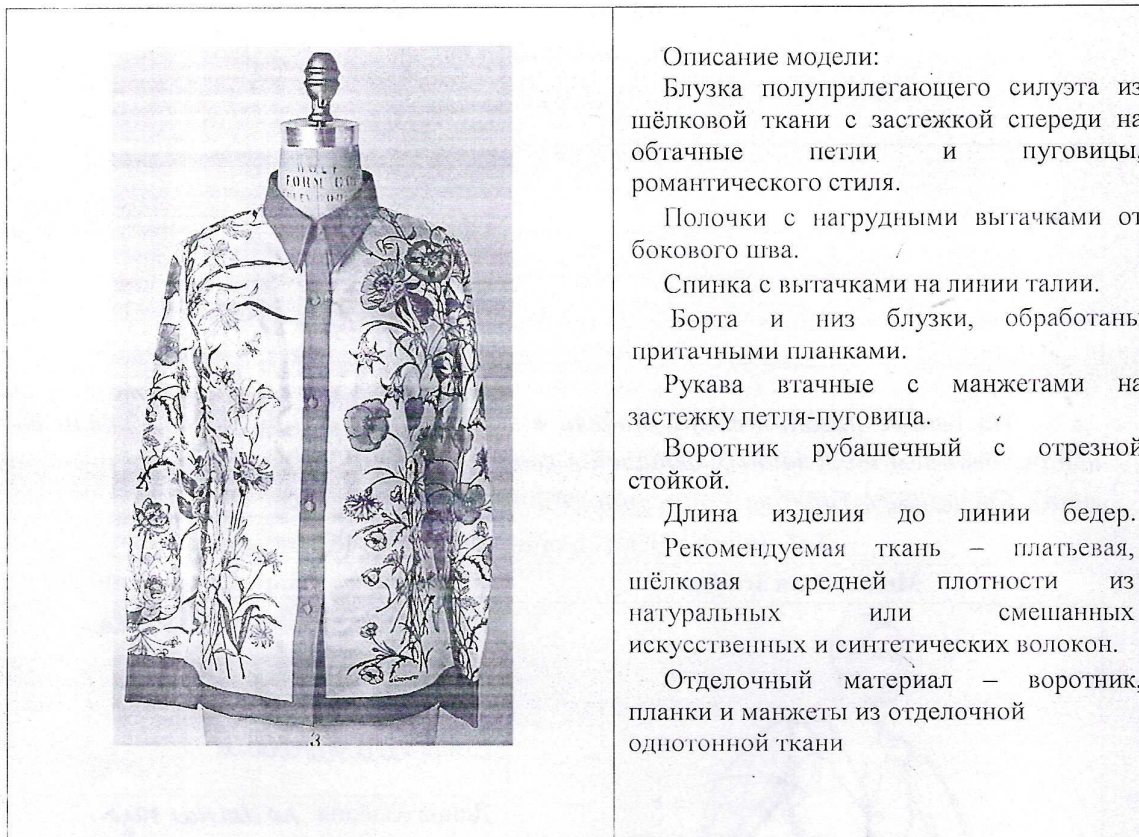 FORM CO
3
Описание модели:
Блузка полуприлегающего силуэта из
шёлковой ткани с застежкой спереди на
обтачные петли и пуговицы,
романтического стиля.
Полочки с нагрудными вытачками от
бокового шва.
Спинка с вытачками на линии талии.
Борта и низ блузки, обработаны
притачными планками.
Рукава втачные с манжетами на
застежку петля-пуговица.
Воротник рубашечный с отрезной
стойкой.
Длина изделия до линии бедер.
Рекомендуемая ткань – платьевая,
шёлковая средней плотности из
натуральных или смешанных
искусственных и синтетических волокон.
Отделочный материал – воротник,
планки и манжеты из отделочной
однотонной ткани